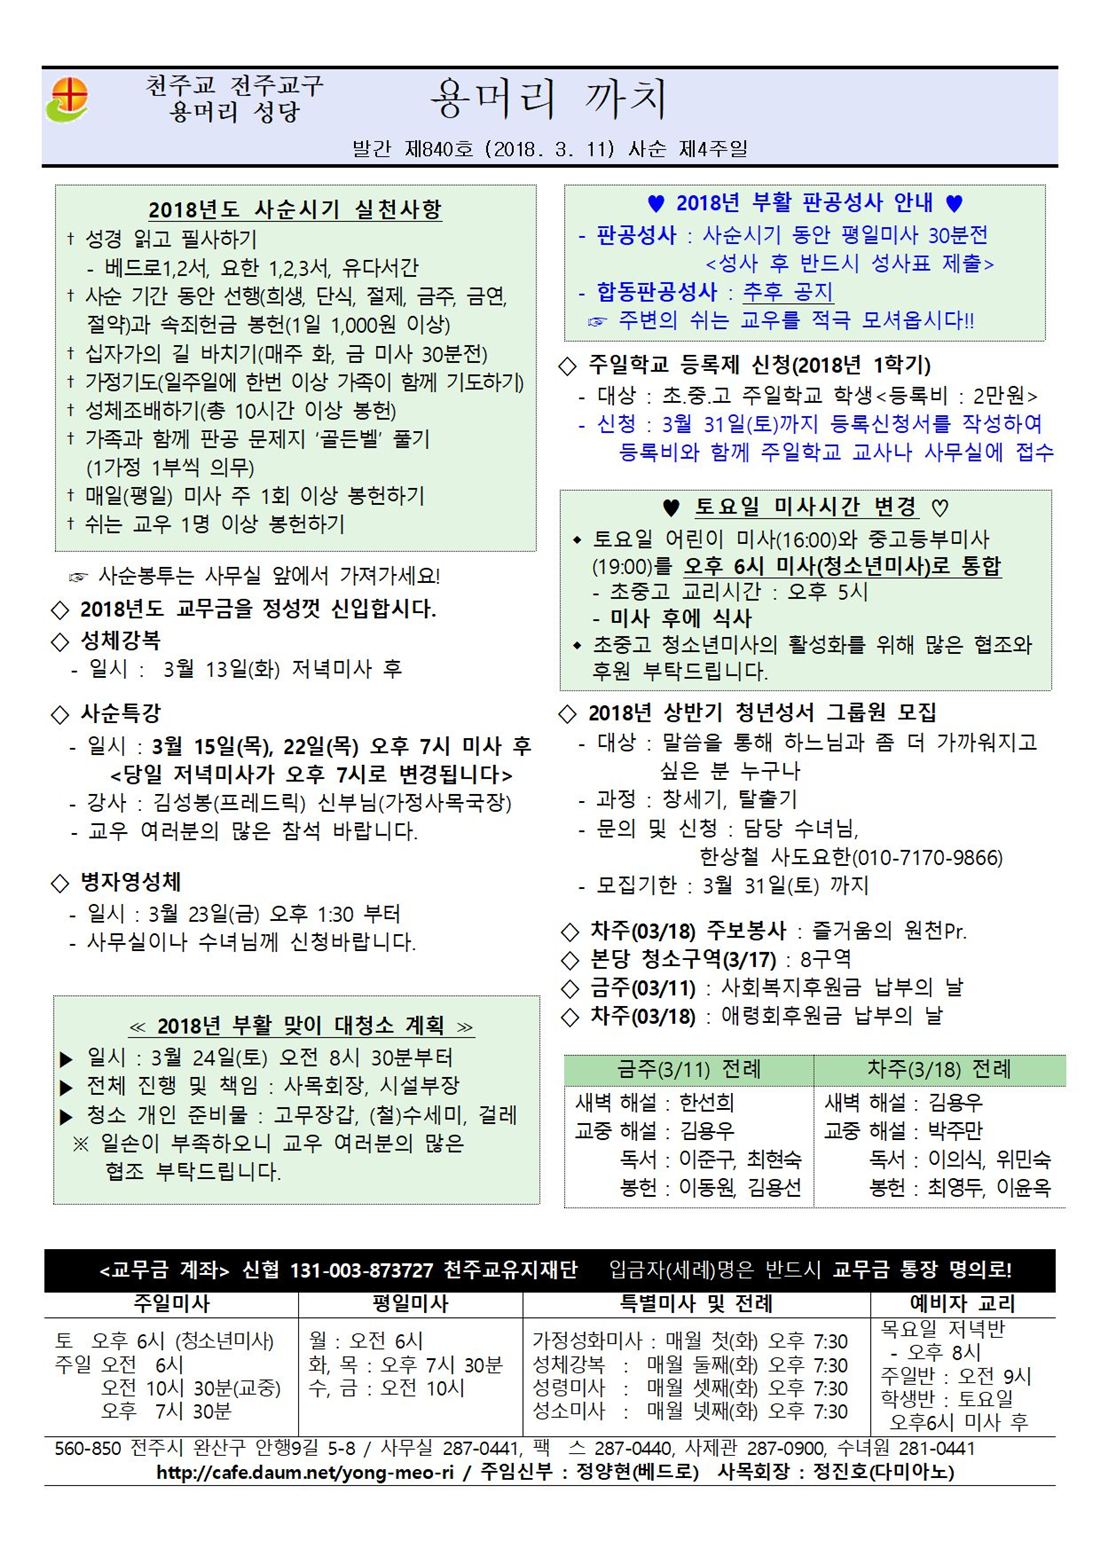 천주교 전주교구
용머리 성당
용머리 까치
발간 제840호 (2018. 3. 11) 사순 제4주일
2018년도 사순시기 실천사항
† 성경 읽고 필사하기
- 베드로1,2서, 요한 1,2,3서, 유다서간
† 사순 기간 동안 선행(희생, 단식, 절제, 금주, 금연,
절약)과 속죄헌금 봉헌(1일 1,000원 이상)
† 십자가의 길 바치기(매주 화, 금 미사 30분전)
† 가정기도(일주일에 한번 이상 가족이 함께 기도하기)
† 성체조배하기(총 10시간 이상 봉헌)
† 가족과 함께 판공 문제지 ‘골든벨’ 풀기
(1가정 1부씩 의무)
† 매일(평일) 미사 주 1회 이상 봉헌하기
† 쉬는 교우 1명 이상 봉헌하기
☞ 사순봉투는 사무실 앞에서 가져가세요!
◇ 2018년도 교무금을 정성껏 신입합시다.
◇ 성체강복
- 일시 : 3월 13일(화) 저녁미사 후
◇ 사순특강
- 일시 : 3월 15일(목), 22일(목) 오후 7시 미사 후
<당일 저녁미사가 오후 7시로 변경됩니다>
- 강사 : 김성봉(프레드릭) 신부님(가정사목국장)
- 교우 여러분의 많은 참석 바랍니다.
◇ 병자영성체
- 일시 : 3월 23일(금) 오후 1:30 부터
- 사무실이나 수녀님께 신청바랍니다.
≪ 2018년 부활 맞이 대청소 계획 ≫
▶ 일시 : 3월 24일(토) 오전 8시 30분부터
▶ 전체 진행 및 책임 : 사목회장, 시설부장
▶ 청소 개인 준비물 : 고무장갑, (철)수세미, 걸레
※ 일손이 부족하오니 교우 여러분의 많은
협조 부탁드립니다.
♥ 2018년 부활 판공성사 안내 ♥
- 판공성사 : 사순시기 동안 평일미사 30분전
<성사 후 반드시 성사표 제출>
- 합동판공성사 : 추후 공지
☞ 주변의 쉬는 교우를 적극 모셔옵시다!!
◇ 주일학교 등록제 신청(2018년 1학기)
- 대상 : 초.중.고 주일학교 학생<등록비 : 2만원>
- 신청 : 3월 31일(토)까지 등록신청서를 작성하여
등록비와 함께 주일학교 교사나 사무실에 접수
♥ 토요일 미사시간 변경 ♡
◆ 토요일 어린이 미사(16:00)와 중고등부미사
(19:00)를 오후 6시 미사(청소년미사)로 통합
- 초중고 교리시간 : 오후 5시
- 미사 후에 식사
◆ 초중고 청소년미사의 활성화를 위해 많은 협조와
후원 부탁드립니다.
◇ 2018년 상반기 청년성서 그룹원 모집
- 대상 : 말씀을 통해 하느님과 좀 더 가까워지고
싶은 분 누구나
- 과정 : 창세기, 탈출기
- 문의 및 신청 : 담당 수녀님,
한상철 사도요한(010-7170-9866)
- 모집기한 : 3월 31일(토) 까지
◇ 차주(03/18) 주보봉사 : 즐거움의 원천Pr.
◇ 본당 청소구역(3/17) : 8구역
◇ 금주(03/11) : 사회복지후원금 납부의 날
◇ 차주(03/18) : 애령회후원금 납부의 날
금주(3/11) 전례 차주(3/18) 전례
새벽 해설 : 한선희 새벽 해설 : 김용우
교중 해설 : 김용우 교중 해설 : 박주만
독서 : 이준구, 최현숙 독서 : 이의식, 위민숙
봉헌 : 이동원, 김용선 봉헌 : 최영두, 이윤옥
<교무금 계좌> 신협 131-003-873727 천주교유지재단 입금자(세례)명은 반드시 교무금 통장 명의로!
주일미사 평일미사 특별미사 및 전례 예비자 교리
토 오후 6시 (청소년미사)
주일 오전 6시
오전 10시 30분(교중)
오후 7시 30분
월 : 오전 6시
화, 목 : 오후 7시 30분
수, 금 : 오전 10시
가정성화미사 : 매월 첫(화) 오후 7:30
성체강복 : 매월 둘째(화) 오후 7:30
성령미사 : 매월 셋째(화) 오후 7:30
성소미사 : 매월 넷째(화) 오후 7:30
목요일 저녁반
- 오후 8시
주일반 : 오전 9시
학생반 : 토요일
오후6시 미사 후
560-850 전주시 완산구 안행9길 5-8 / 사무실 287-0441, 팩 스 287-0440, 사제관 287-0900, 수녀원 281-0441
http://cafe.daum.net/yong-meo-ri / 주임신부 : 정양현(베드로) 사목회장 : 정진호(다미아노)